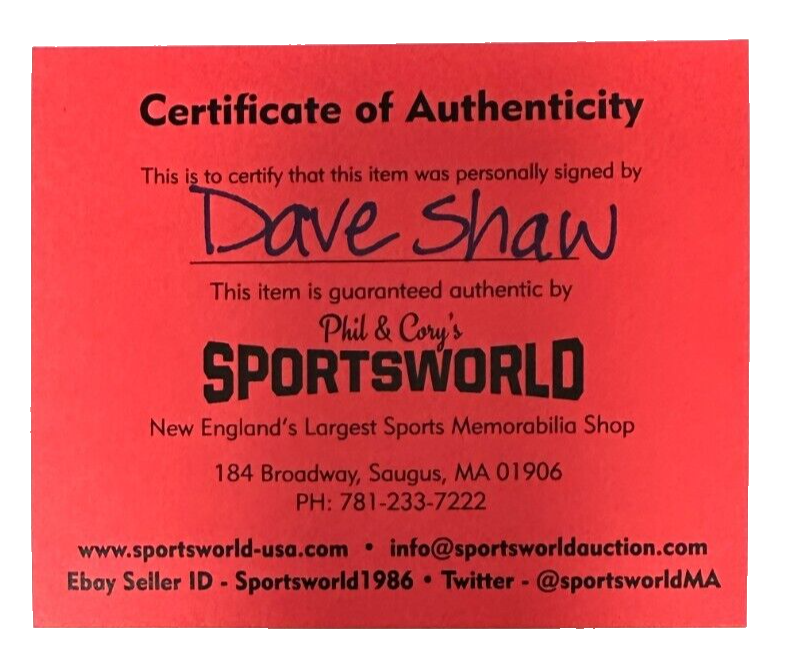 Certificate of Authenticity
This is to certify that this item was personally signed by
Dave Shaw
This item is guaranteed authentic by
Phil & Cory's
SPORTSWORLD
New England's Largest Sports Memorabilia Shop
184 Broadway, Saugus, MA 01906
PH: 781-233-7222
www.sportsworld-usa.com • info@sportsworldauction.com
Ebay Seller ID - Sportsworld1986 • Twitter - @sportsworldMA